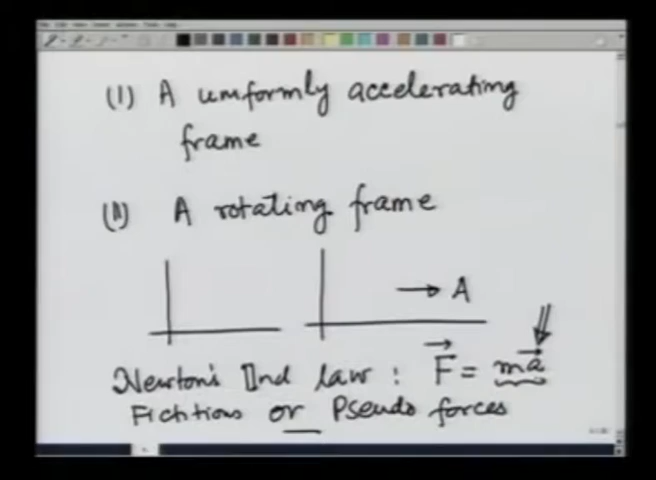 (I) A uniformly accelerating
frame
(II) A rotating frame
→ A
Newton's IInd law : F = ma
Fictitious or Pseudo forces